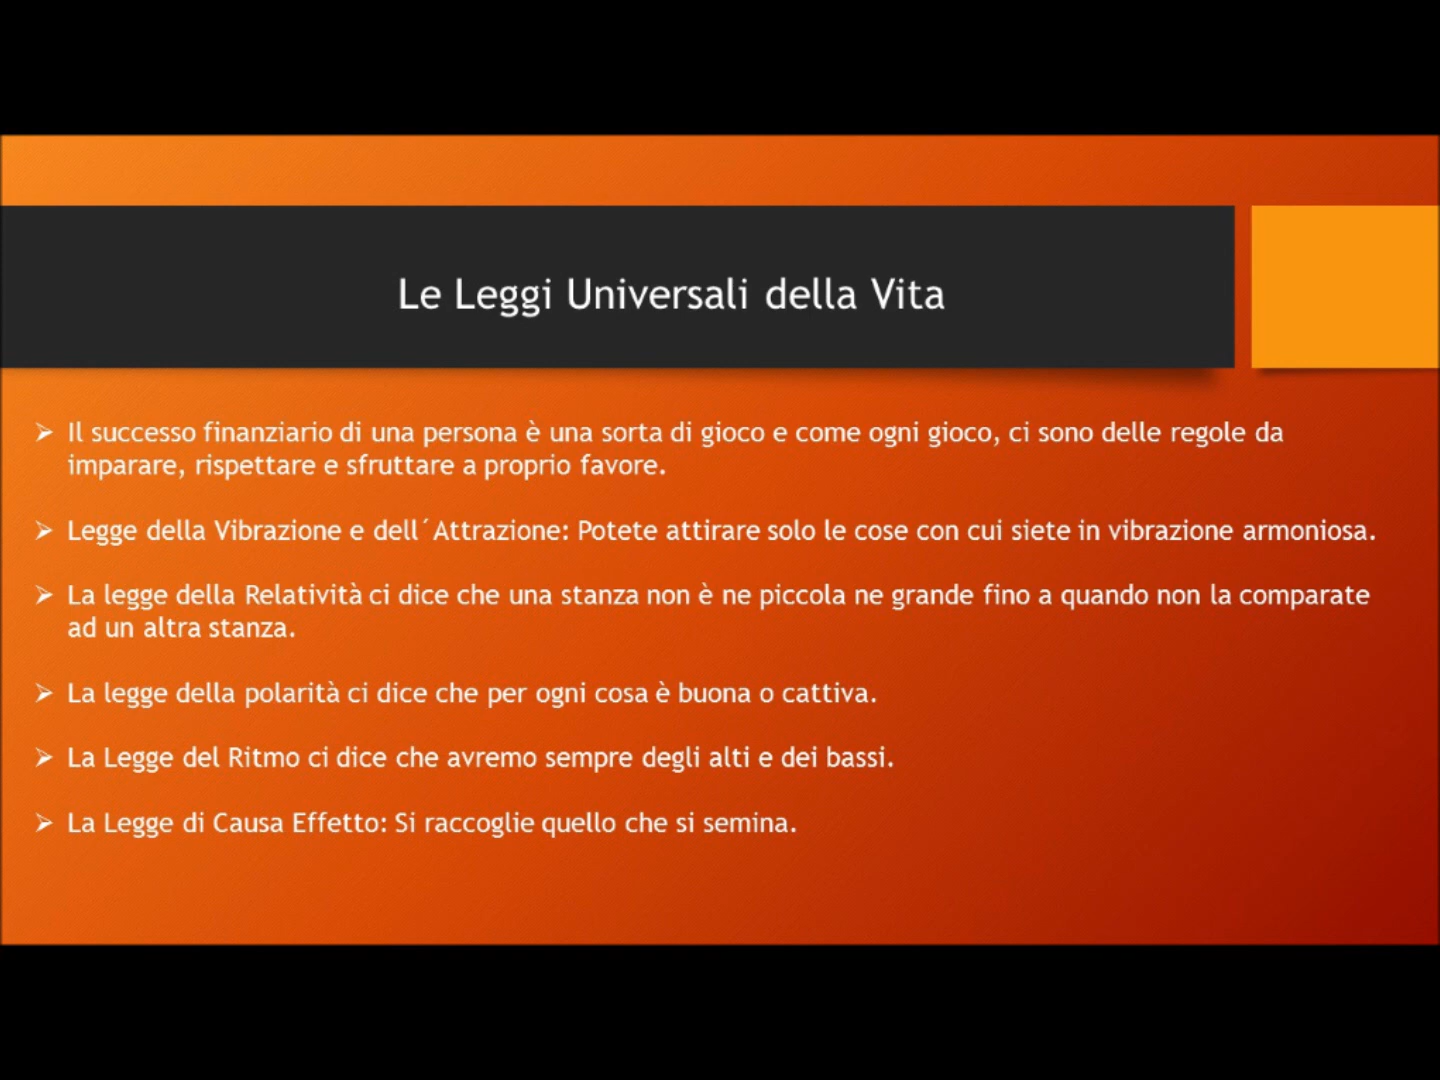 Le Leggi Universali della Vita
➢ Il successo finanziario di una persona è una sorta di gioco e come ogni gioco, ci sono delle regole da
imparare, rispettare e sfruttare a proprio favore.
➢ Legge della Vibrazione e dell´Attrazione: Potete attirare solo le cose con cui siete in vibrazione armoniosa.
➢ La legge della Relatività ci dice che una stanza non è ne piccola ne grande fino a quando non la comparate
ad un altra stanza.
➢ La legge della polarità ci dice che per ogni cosa è buona o cattiva.
➢ La Legge del Ritmo ci dice che avremo sempre degli alti e dei bassi.
➢ La Legge di Causa Effetto: Si raccoglie quello che si semina.